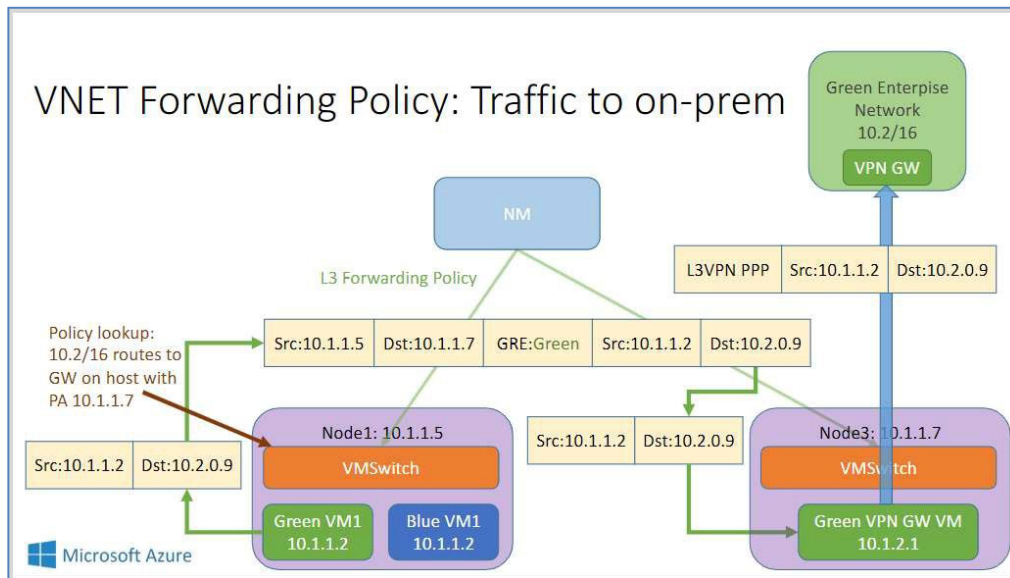 VNET Forwarding Policy: Traffic to on-prem
Green Enterpise
Network
10.2/16
VPN GW
NM
L3 Forwarding Policy
L3VPN PPP
Src:10.1.1.2
Dst:10.2.0.9
Policy lookup:
10.2/16 routes to
GW on host with
PA 10.1.1.7
Src:10.1.1.5
Dst:10.1.1.7
GRE:Green
Src:10.1.1.2
Dst:10.2.0.9
Src:10.1.1.2
Dst:10.2.0.9
Node1: 10.1.1.5
VMSwitch
Green VM1
10.1.1.2
Blue VM1
10.1.1.2
Src:10.1.1.2
Dst:10.2.0.9
Node3: 10.1.1.7
VMSwitch
Green VPN GW VM
10.1.2.1
Microsoft Azure